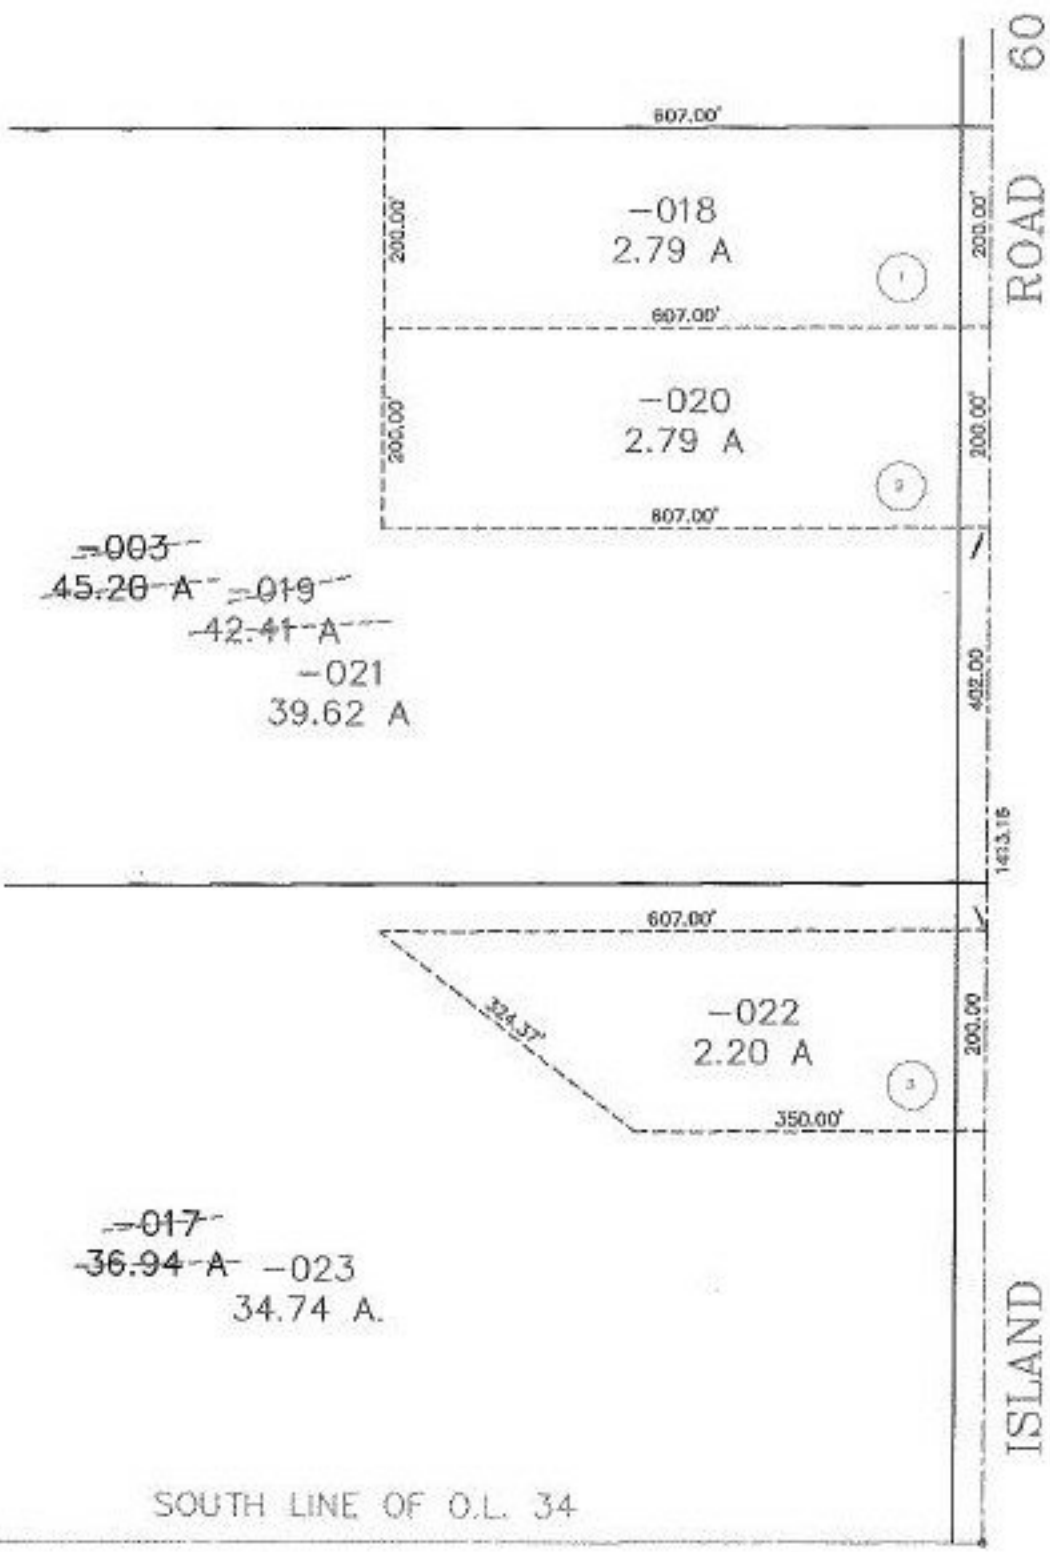 60
ROAD
607.00'
200.00'
-018
2.79 A
1
200.00'
607.00'
200.00'
-020
2.79 A
2
200.00'
607.00'
-003
45.20 A
-019
42.41 A
-021
39.62 A
402.00
1413.16
607.00'
324.37'
-022
2.20 A
3
200.00
350.00'
-017
36.94 A
-023
34.74 A.
ISLAND
SOUTH LINE OF O.L. 34